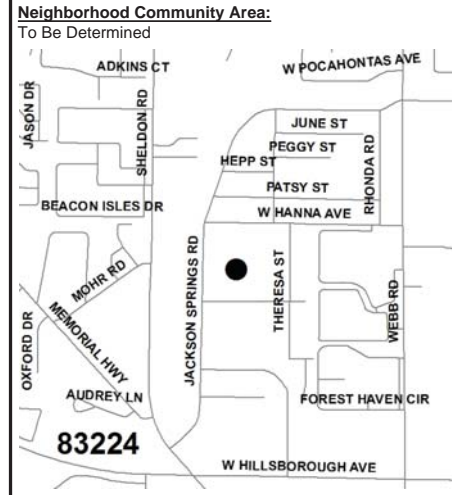 Neighborhood Community Area:
To Be Determined
ADKINS CT
W POCAHONTAS AVE
JASON DR
SHELDON RD
JUNE ST
PEGGY ST
HEPP ST
RHONDA RD
PATSY ST
BEACON ISLES DR
W HANNA AVE
MOHR RD
JACKSON SPRINGS RD
THERESA ST
WEBB RD
OXFORD DR
MEMORIAL HWY
AUDREY LN
FOREST HAVEN CIR
83224
W HILLSBOROUGH AVE